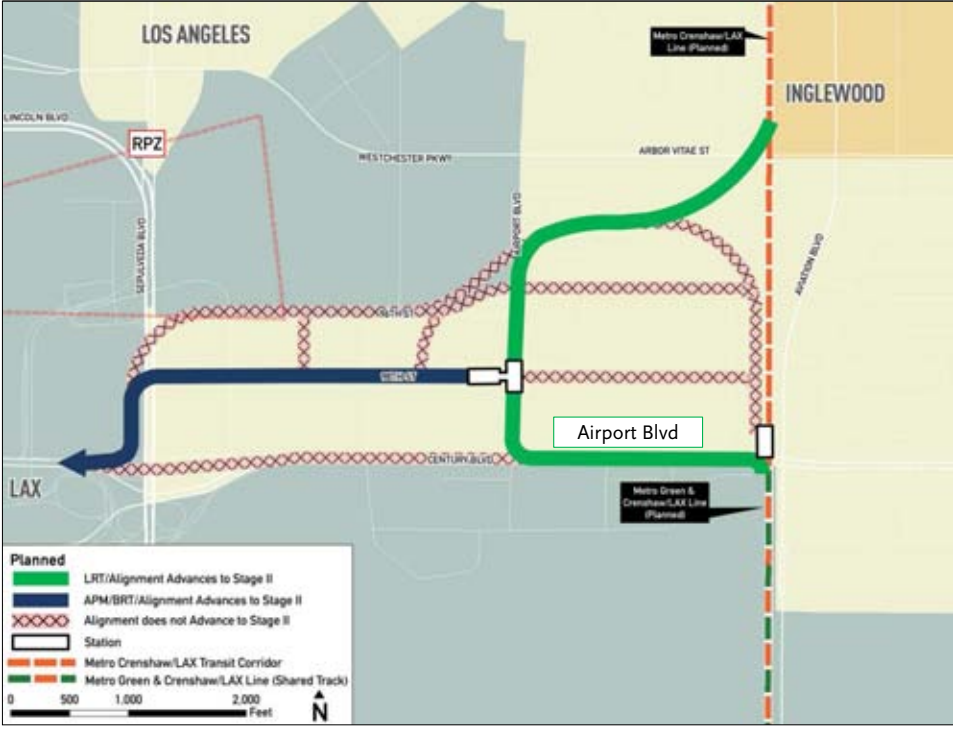 LOS ANGELES
Metro Crenshaw/LAX
Line (Planned)
INGLEWOOD
LINCOLN BLVD
RPZ
WESTCHESTER PKWY
ARBOR VITAE ST
AIRPORT BLVD
SEPULVEDA BLVD
AVIATION BLVD
Airport Blvd
CENTURY BLVD
LAX
Metro Green &
Crenshaw/LAX Line
(Planned)
Planned
LRT/Alignment Advances to Stage II
APM/BRT/Alignment Advances to Stage II
Alignment does not Advance to Stage II
Station
Metro Crenshaw/LAX Transit Corridor
Metro Green & Crenshaw/LAX Line (Shared Track)
0 500 1,000 2,000
Feet
N